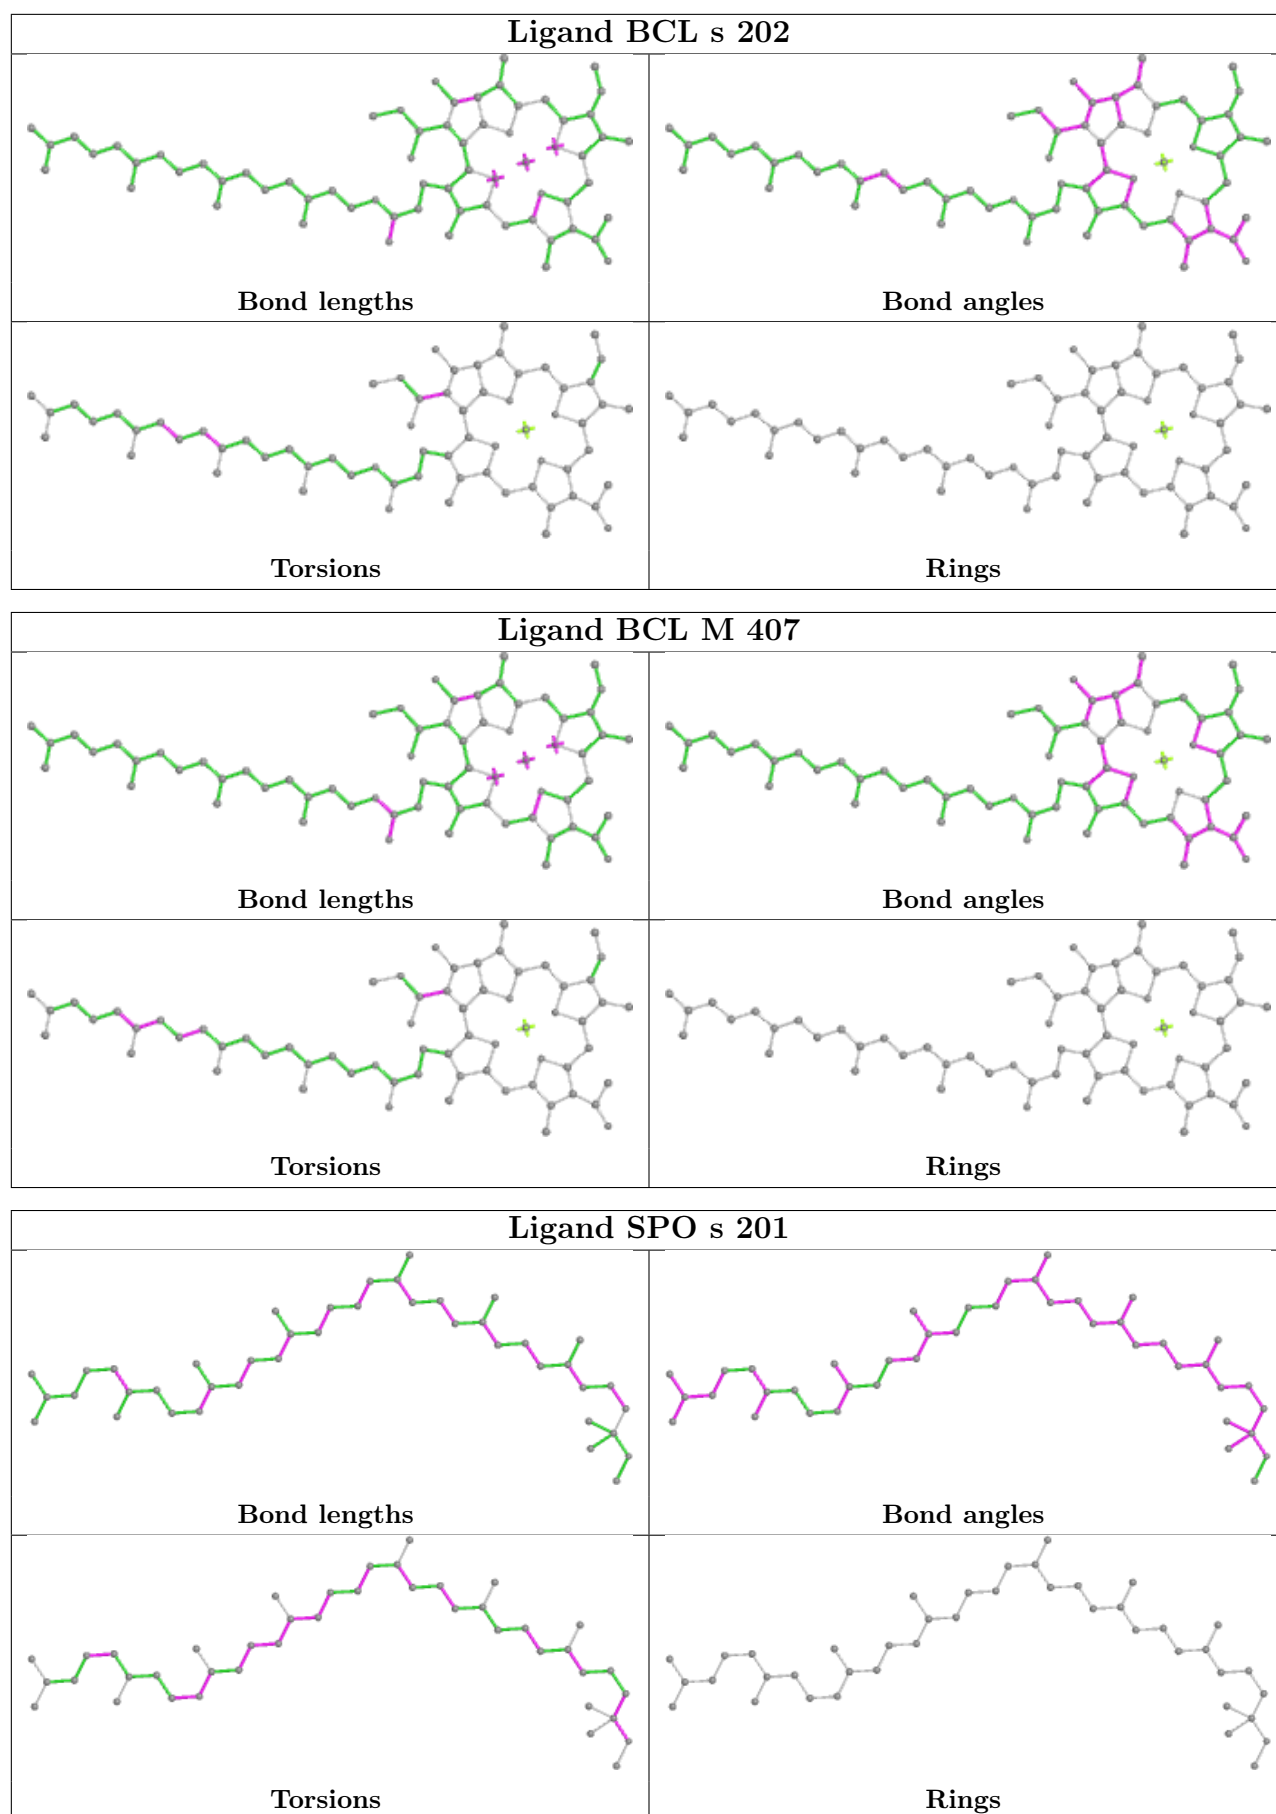 Ligand BCL s 202
Bond lengths
Bond angles
Torsions
Rings
Ligand BCL M 407
Bond lengths
Bond angles
Torsions
Rings
Ligand SPO s 201
Bond lengths
Bond angles
Torsions
Rings